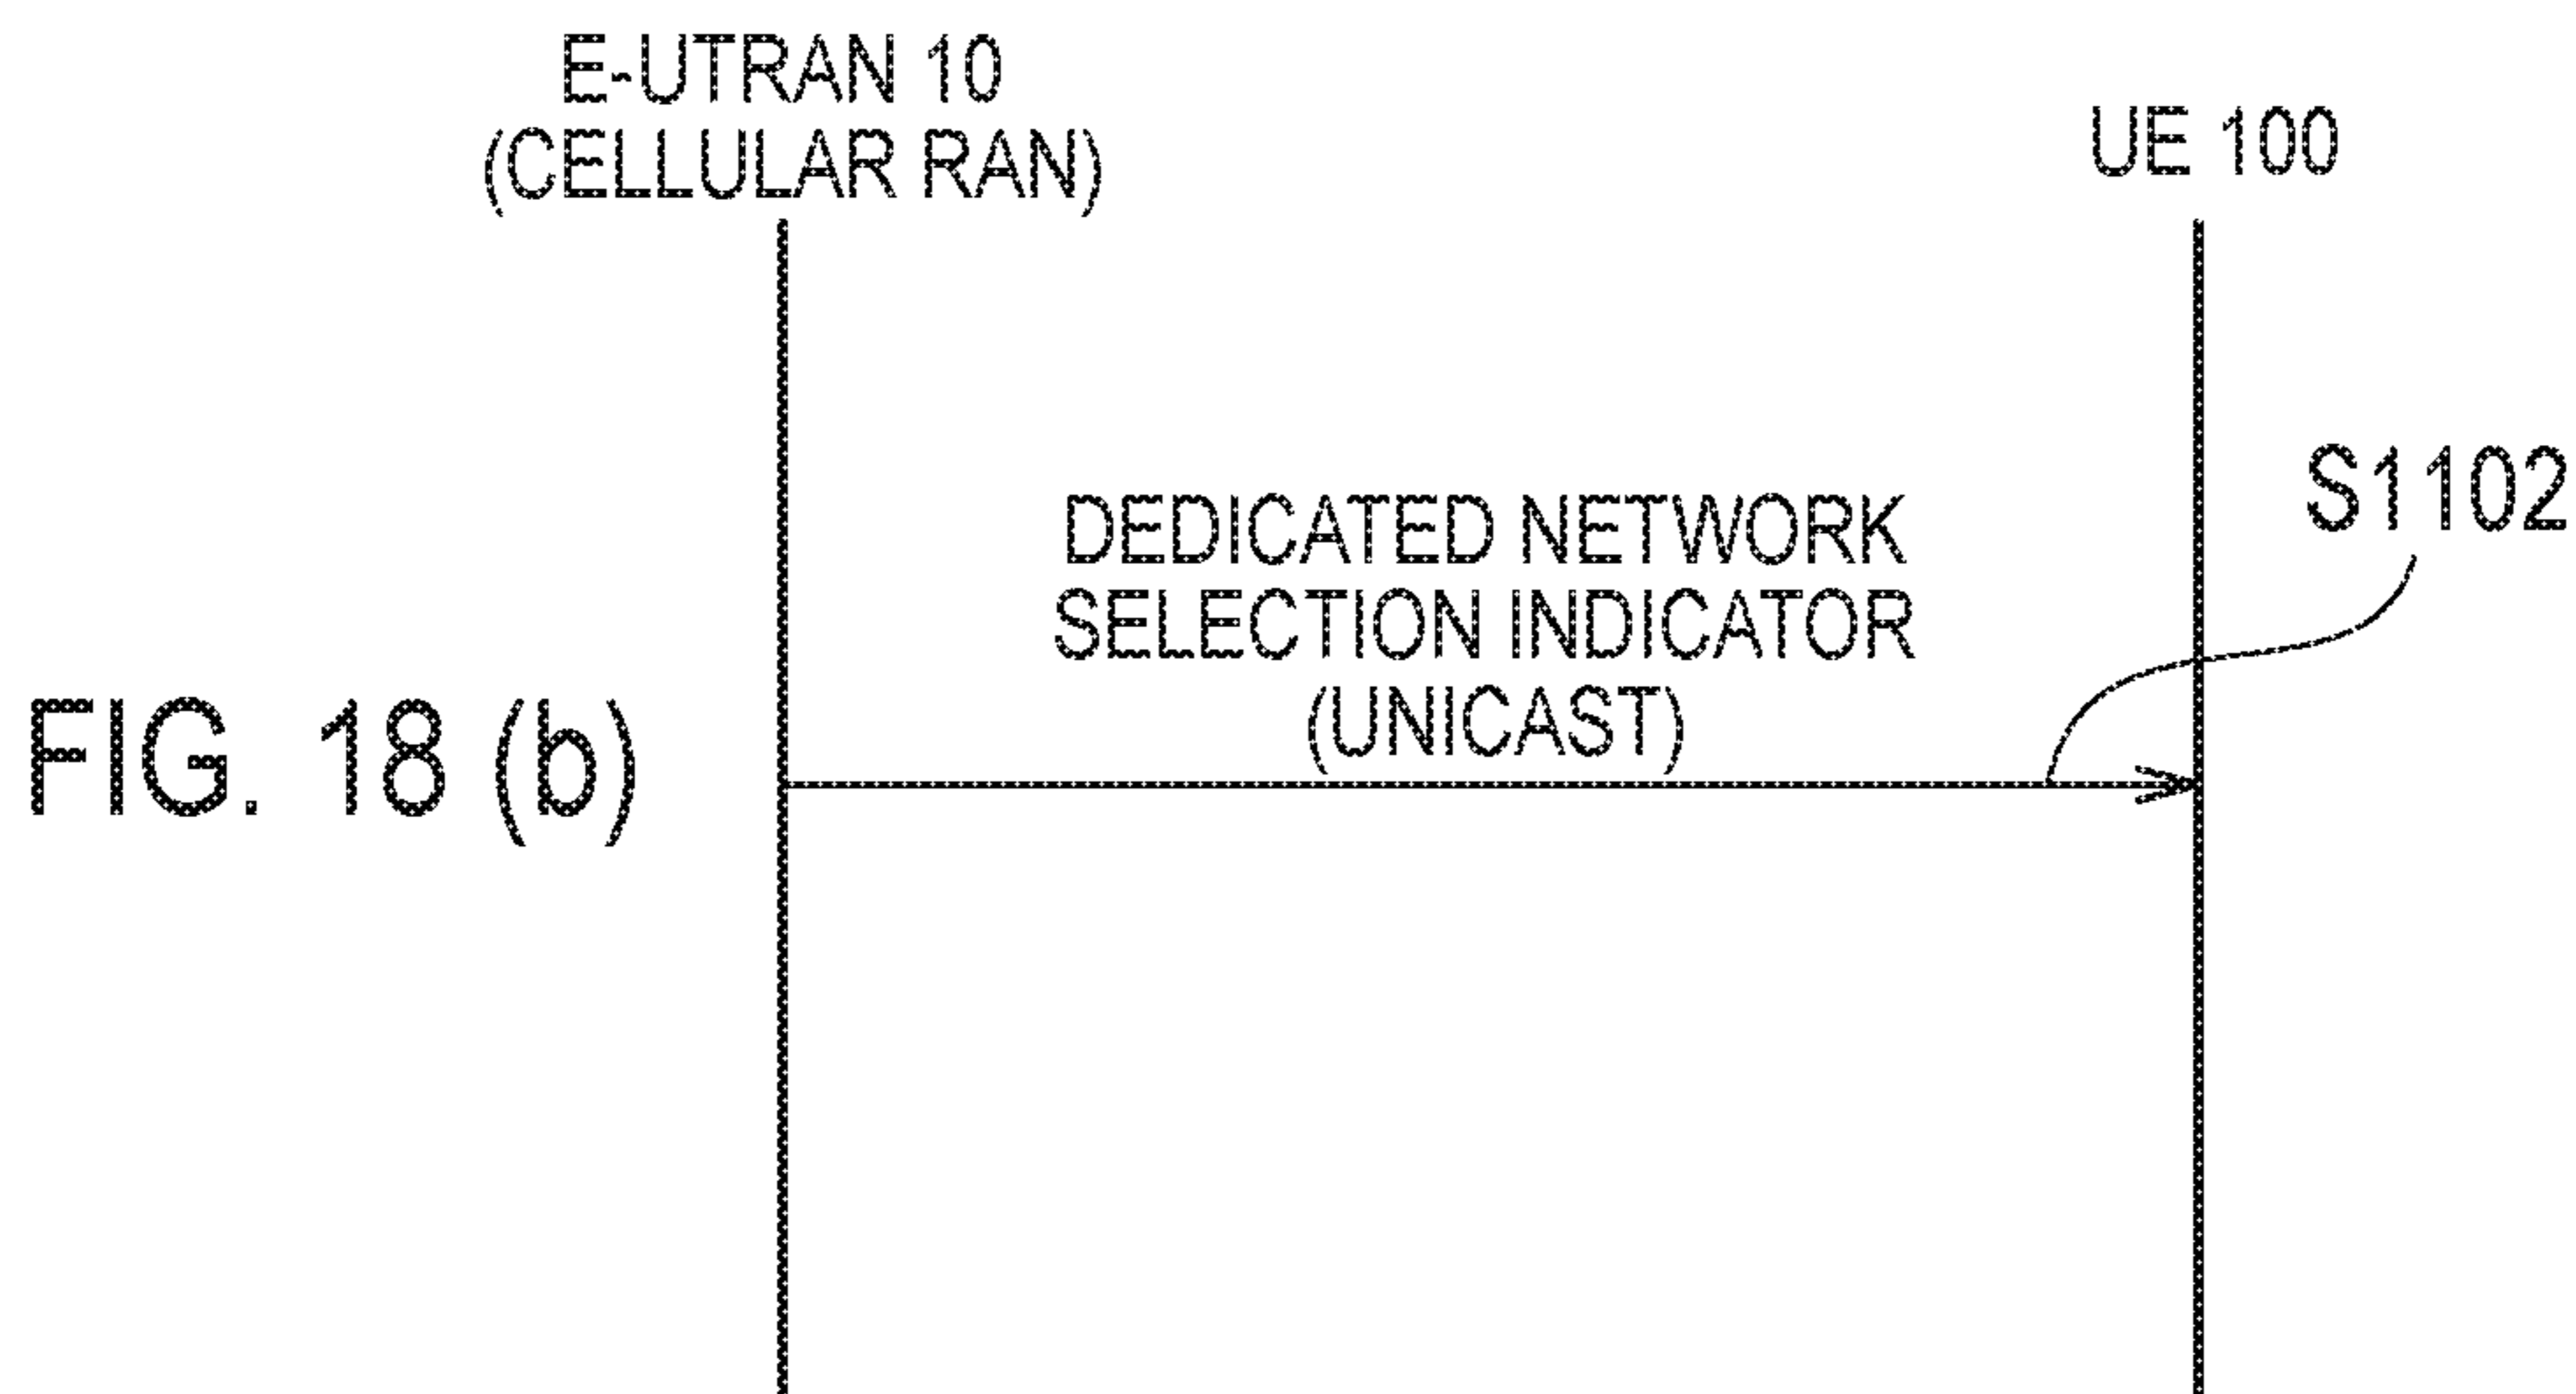 E-UTRAN 10
(CELLULAR RAN)
UE 100
S1102
DEDICATED NETWORK
SELECTION INDICATOR
(UNICAST)
FIG. 18 (b)